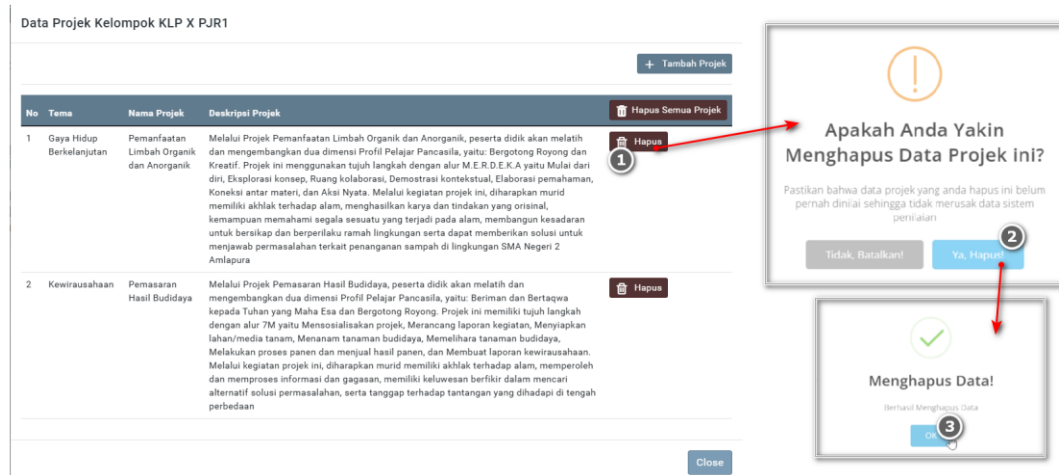 Data Projek Kelompok KLP X PJR1
+ Tambah Projek
No Tema Nama Projek Deskripsi Projek Hapus Semua Projek
1 Gaya Hidup Berkelanjutan
Pemanfaatan Limbah Organik dan Anorganik
Melalui Projek Pemanfaatan Limbah Organik dan Anorganik, peserta didik akan melatih
dan mengembangkan dua dimensi Profil Pelajar Pancasila, yaitu: Bergotong Royong dan
Kreatif. Projek ini menggunakan tujuh langkah dengan alur M.E.R.D.E.K.A yaitu Mulai dari
diri, Eksplorasi konsep, Ruang kolaborasi, Demostrasi kontekstual, Elaborasi pemahaman,
Koneksi antar materi, dan Aksi Nyata. Melalui kegiatan projek ini, diharapkan murid
memiliki akhlak terhadap alam, menghasilkan karya dan tindakan yang orisinal,
kemampuan memahami segala sesuatu yang terjadi pada alam, membangun kesadaran
untuk bersikap dan berperilaku ramah lingkungan serta dapat memberikan solusi untuk
menjawab permasalahan terkait penanganan sampah di lingkungan SMA Negeri 2
Amlapura
Hapus
1
2 Kewirausahaan
Pemasaran Hasil Budidaya
Melalui Projek Pemasaran Hasil Budidaya, peserta didik akan melatih dan
mengembangkan dua dimensi Profil Pelajar Pancasila, yaitu: Beriman dan Bertaqwa
kepada Tuhan yang Maha Esa dan Bergotong Royong. Projek ini memiliki tujuh langkah
dengan alur 7M yaitu Mensosialisakan projek, Merancang laporan kegiatan, Menyiapkan
lahan/media tanam, Menanam tanaman budidaya, Memelihara tanaman budidaya,
Melakukan proses panen dan menjual hasil panen, dan Membuat laporan kewirausahaan.
Melalui kegiatan projek ini, diharapkan murid memiliki akhlak terhadap alam, memperoleh
dan memproses informasi dan gagasan, memiliki keluwesan berfikir dalam mencari
alternatif solusi permasalahan, serta tanggap terhadap tantangan yang dihadapi di tengah
perbedaan
Hapus
Close
Apakah Anda Yakin
Menghapus Data Projek ini?
Pastikan bahwa data projek yang anda hapus ini belum
pernah dinilai sehingga tidak merusak data sistem
penilaian
Tidak, Batalkan!
Ya, Hapus!
2
Menghapus Data!
Berhasil Menghapus Data
OK
3